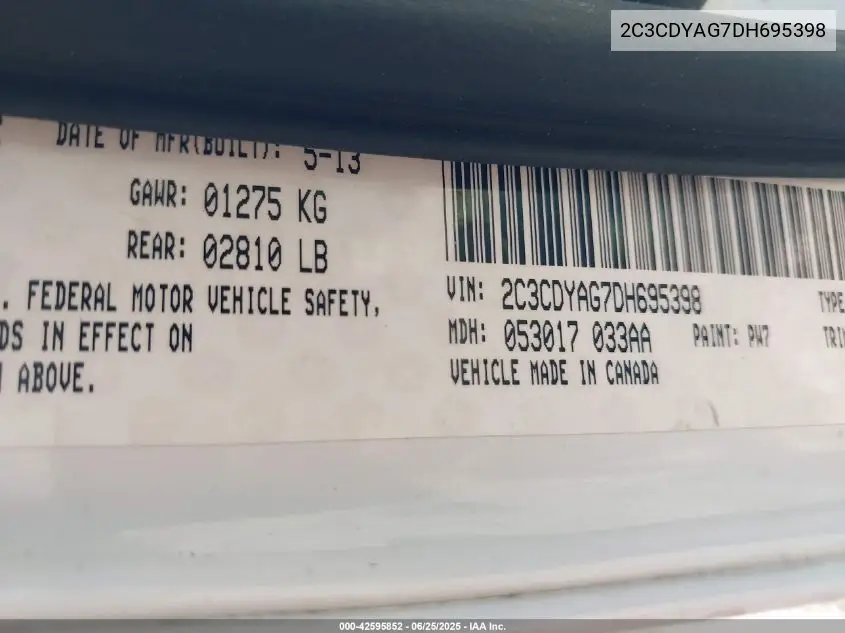 2C3CDYAG7DH695398
DATE OF MFR(BUILT): 5-13
GAWR: 01275 KG
REAR: 02810 LB
. FEDERAL MOTOR VEHICLE SAFETY,
DS IN EFFECT ON
ABOVE.
VIN: 2C3CDYAG7DH695398 TYPE
MDH: 053017 033AA PAINT: PW7 TRI
VEHICLE MADE IN CANADA
000-42595852 - 06/25/2025 - IAA Inc.